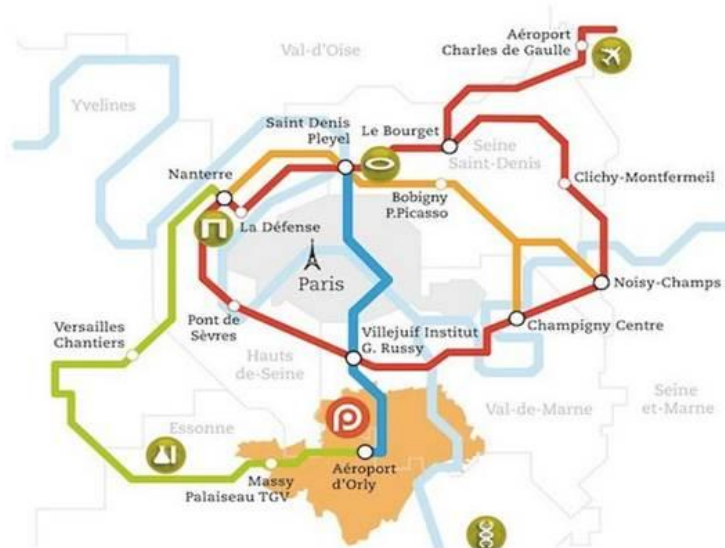 Aéroport
Charles de Gaulle
Val-d'Oise
Yvelines
Saint Denis
Pleyel
Le Bourget
Seine
Saint-Denis
Nanterre
Clichy-Montfermeil
Bobigny
P.Picasso
La Défense
Paris
Noisy-Champs
Pont de
Sèvres
Versailles
Chantiers
Villejuif Institut
G. Russy
Champigny Centre
Hauts
de-Seine
Seine
et-Marne
Val-de-Marne
Essonne
Aéroport
d'Orly
Massy
Palaiseau TGV